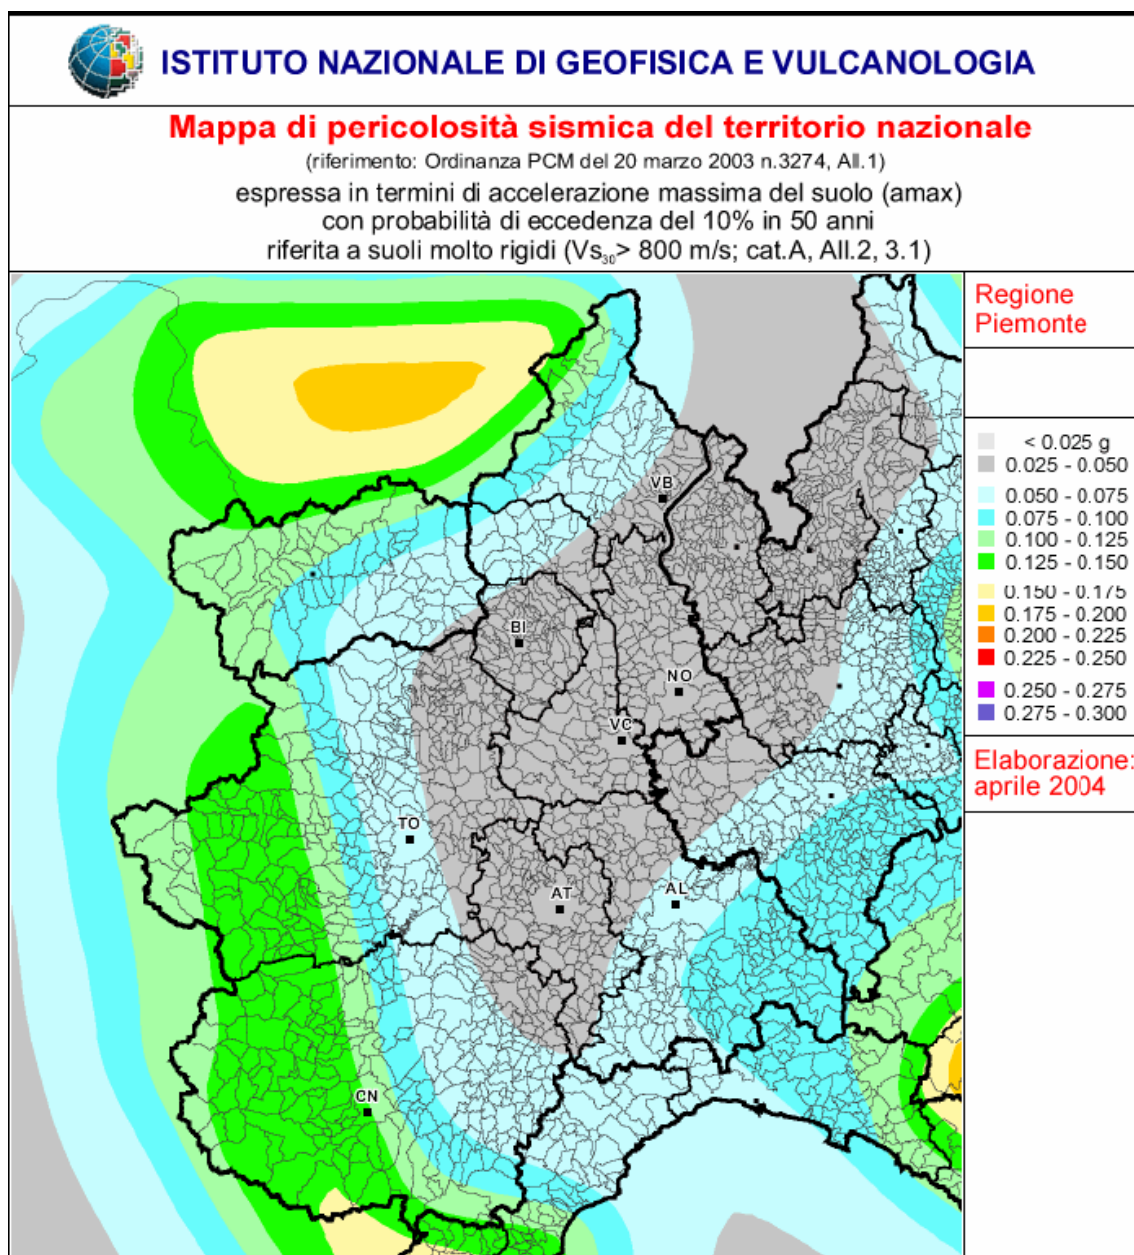 ISTITUTO NAZIONALE DI GEOFISICA E VULCANOLOGIA
Mappa di pericolosità sismica del territorio nazionale
(riferimento: Ordinanza PCM del 20 marzo 2003 n.3274, All.1)
espressa in termini di accelerazione massima del suolo (amax)
con probabilità di eccedenza del 10% in 50 anni
riferita a suoli molto rigidi (Vs30> 800 m/s; cat.A, All.2, 3.1)
Regione
Piemonte
< 0.025 g
0.025 - 0.050
0.050 - 0.075
0.075 - 0.100
0.100 - 0.125
0.125 - 0.150
0.150 - 0.175
0.175 - 0.200
0.200 - 0.225
0.225 - 0.250
0.250 - 0.275
0.275 - 0.300
Elaborazione:
aprile 2004
VB
BI
NO
VC
TO
AT
AL
CN